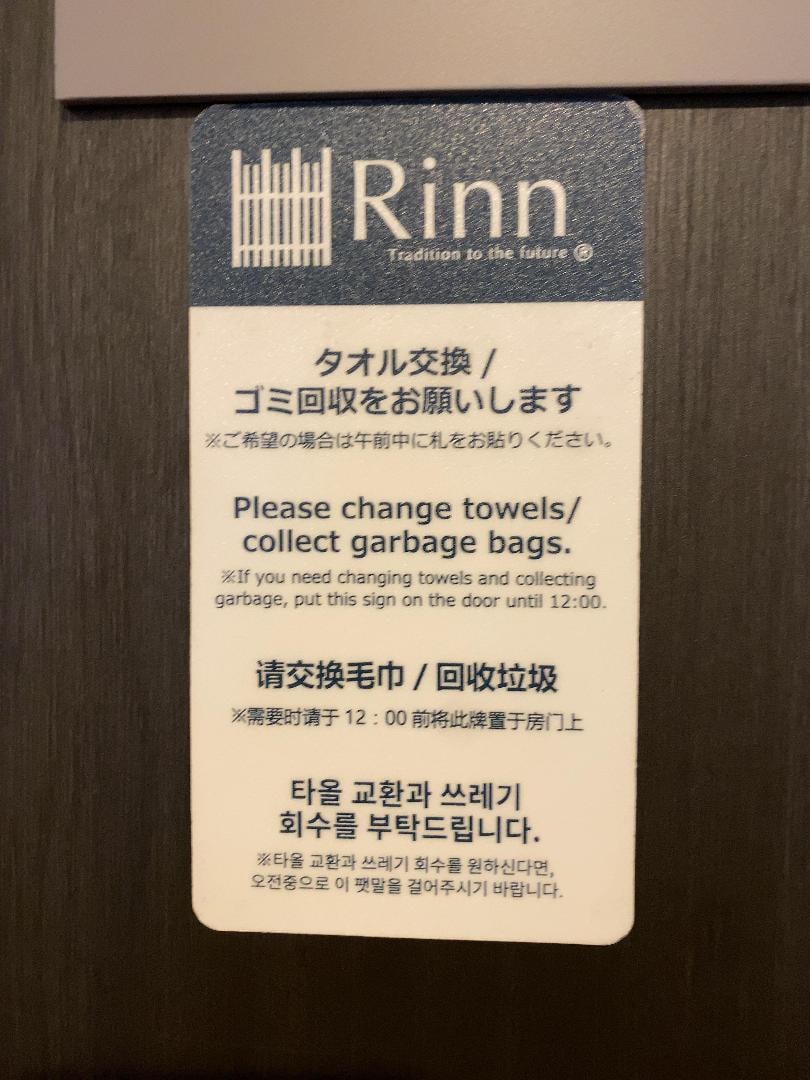 Rinn
Tradition to the future ®
タオル交換 /
ゴミ回収をお願いします
※ご希望の場合は午前中に札をお貼りください。
Please change towels/
collect garbage bags.
※If you need changing towels and collecting
garbage, put this sign on the door until 12:00.
请交换毛巾 / 回收垃圾
※需要时请于 12：00 前将此牌置于房门上
타올 교환과 쓰레기
회수를 부탁드립니다.
※타올 교환과 쓰레기 회수를 원하신다면,
오전중으로 이 팻말을 걸어주시기 바랍니다.